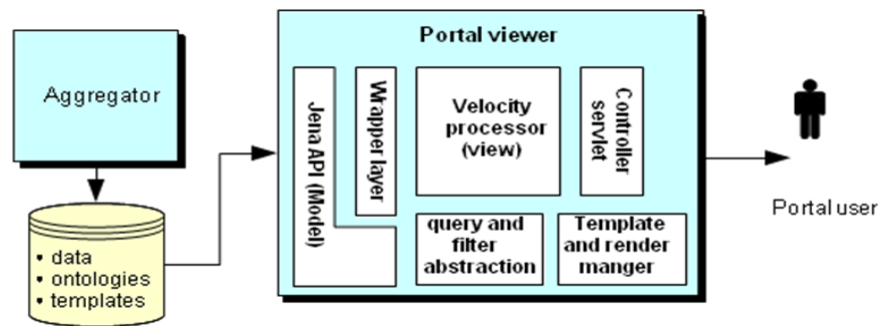 Portal viewer
Aggregator
Jena API (Model)
Wrapper layer
Velocity
processor
(view)
Controller
servlet
query and
filter
abstraction
Template
and render
manger
• data
• ontologies
• templates
Portal user